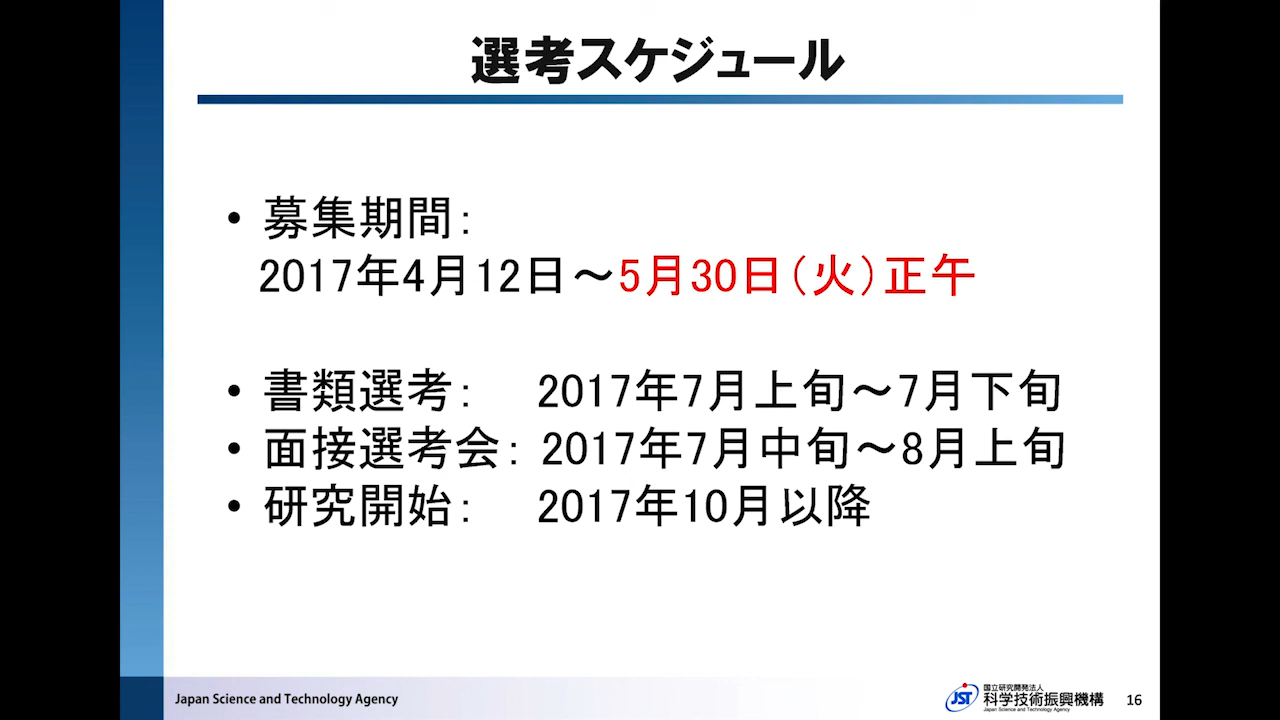 選考スケジュール
• 募集期間：
2017年4月12日～5月30日（火）正午
• 書類選考： 2017年7月上旬～7月下旬
• 面接選考会： 2017年7月中旬～8月上旬
• 研究開始： 2017年10月以降
Japan Science and Technology Agency
JST
国立研究開発法人
科学技術振興機構
Japan Science and Technology Agency
16